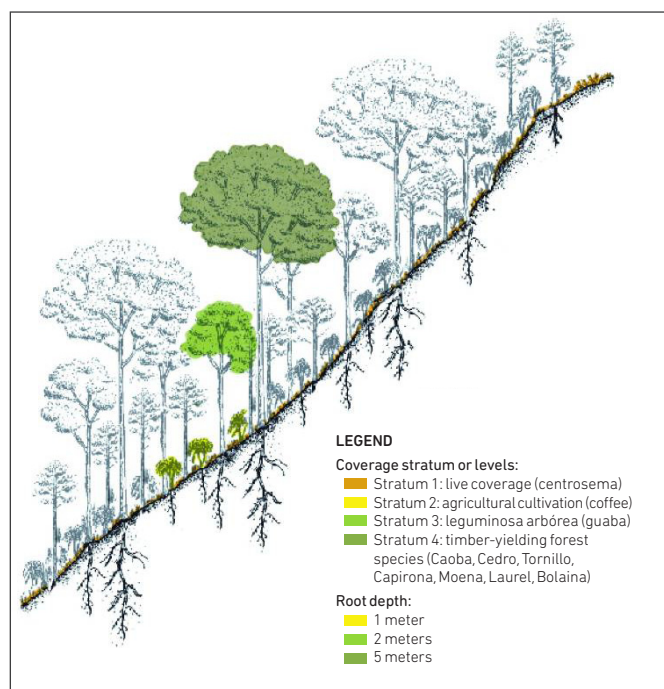 LEGEND
Coverage stratum or levels:
Stratum 1: live coverage (centrosema)
Stratum 2: agricultural cultivation (coffee)
Stratum 3: leguminosa arbórea (guaba)
Stratum 4: timber-yielding forest
species (Caoba, Cedro, Tornillo,
Capirona, Moena, Laurel, Bolaina)
Root depth:
1 meter
2 meters
5 meters